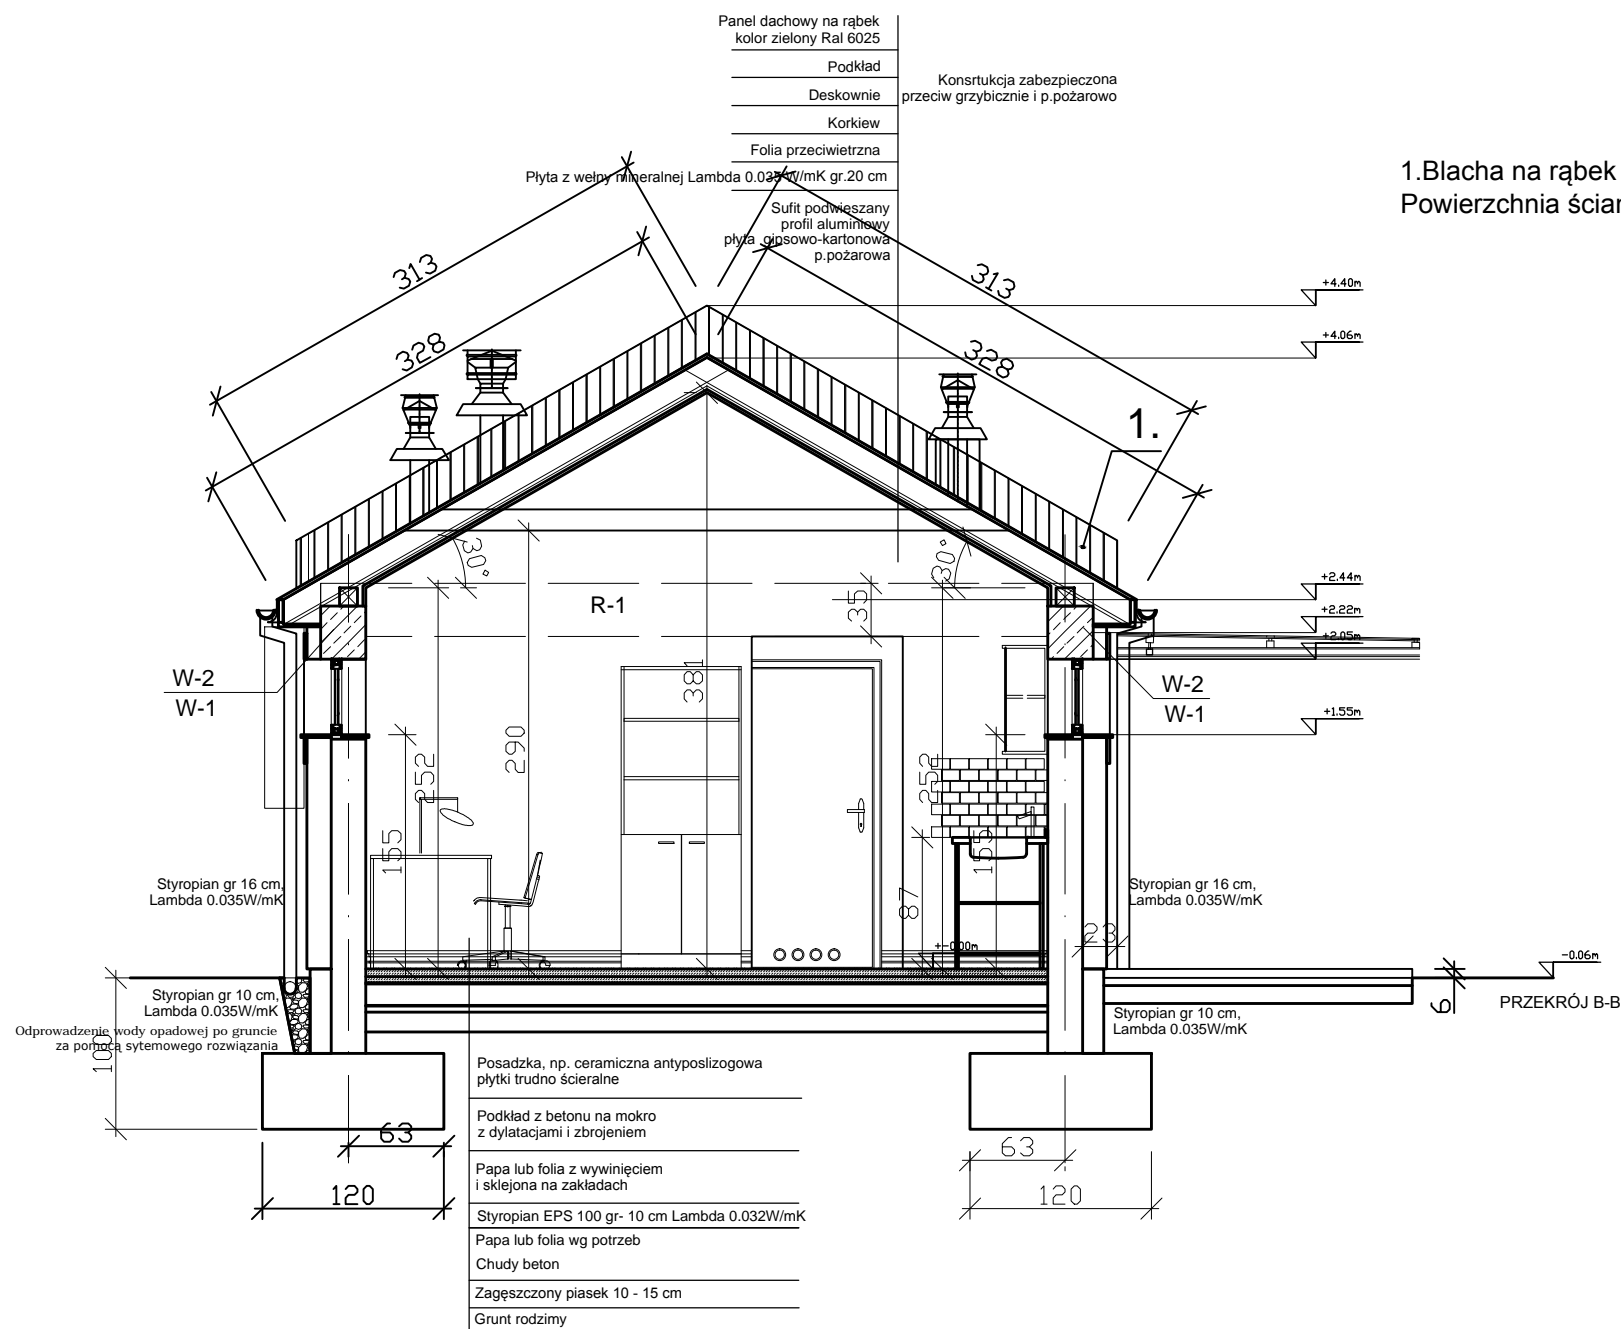 Panel dachowy na rąbek
kolor zielony Ral 6025
Podkład
Deskownie
Konsrtukcja zabezpieczona
przeciw grzybicznie i p.pożarowo
Korkiew
Folia przeciwietrzna
Płyta z wełny mineralnej Lambda 0.035 W/mK gr.20 cm
Sufit podwieszany
profil aluminiowy
płyta gipsowo-kartonowa
p.pożarowa
1.Blacha na rąbek
Powierzchnia
313
313
328
328
+4.40m
+4.06m
1.
30°
30°
R-1
35
+2.44m
+2.22m
+2.05m
+1.55m
W-2
W-1
W-2
W-1
381
290
252
252
155
155
87
23
+-0.00m
-0.06m
6
Styropian gr 16 cm,
Lambda 0.035W/mK
Styropian gr 16 cm,
Lambda 0.035W/mK
Styropian gr 10 cm,
Lambda 0.035W/mK
Odprowadzenie wody opadowej po gruncie
za pomocą sytemowego rozwiązania
100
Styropian gr 10 cm,
Lambda 0.035W/mK
PRZEKRÓJ B-B
63
120
63
120
Posadzka, np. ceramiczna antyposlizogowa
płytki trudno ścieralne
Podkład z betonu na mokro
z dylatacjami i zbrojeniem
Papa lub folia z wywinięciem
i sklejona na zakładach
Styropian EPS 100 gr- 10 cm Lambda 0.032W/mK
Papa lub folia wg potrzeb
Chudy beton
Zagęszczony piasek 10 - 15 cm
Grunt rodzimy